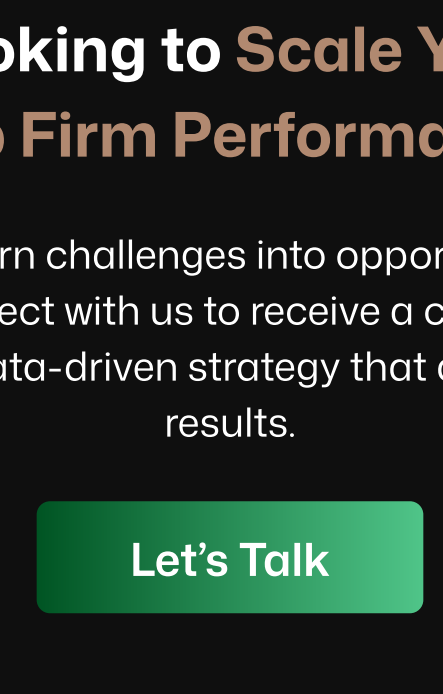 oking to Scale Y
Firm Performa
rn challenges into oppor
ect with us to receive a c
ata-driven strategy that
results.
Let’s Talk